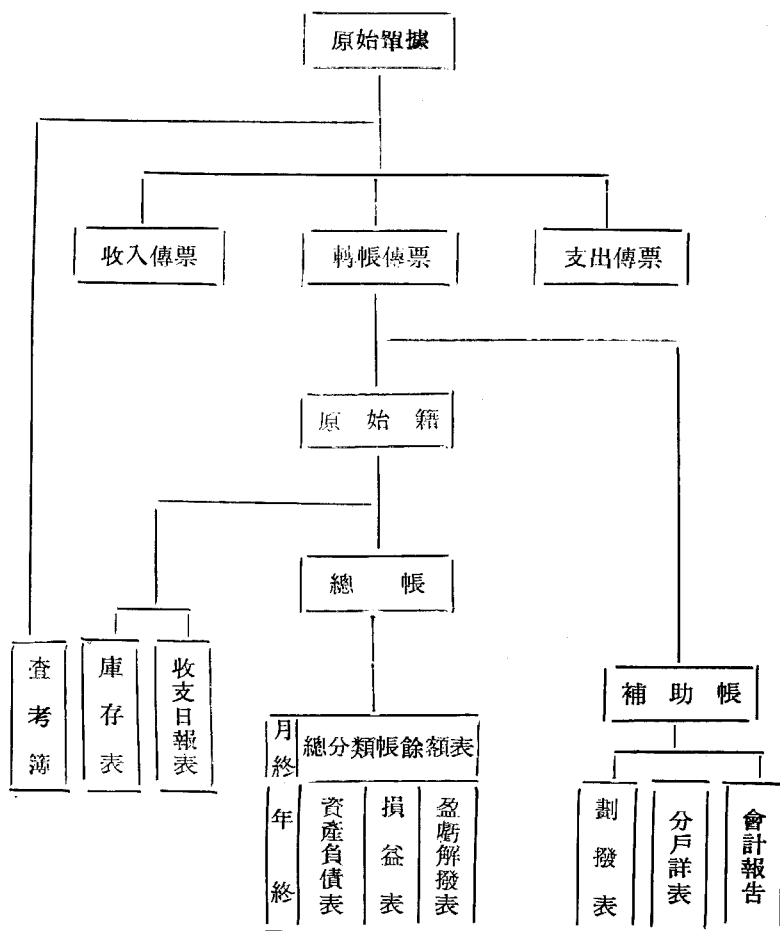 原始單據
收入傳票
轉帳傳票
支出傳票
原始籍
總帳
查考簿
庫存表
收支日報表
補助帳
月終
總分類帳餘額表
年終
資產負債表
損益表
盈虧解撥表
劃撥表
分戶詳表
會計報告